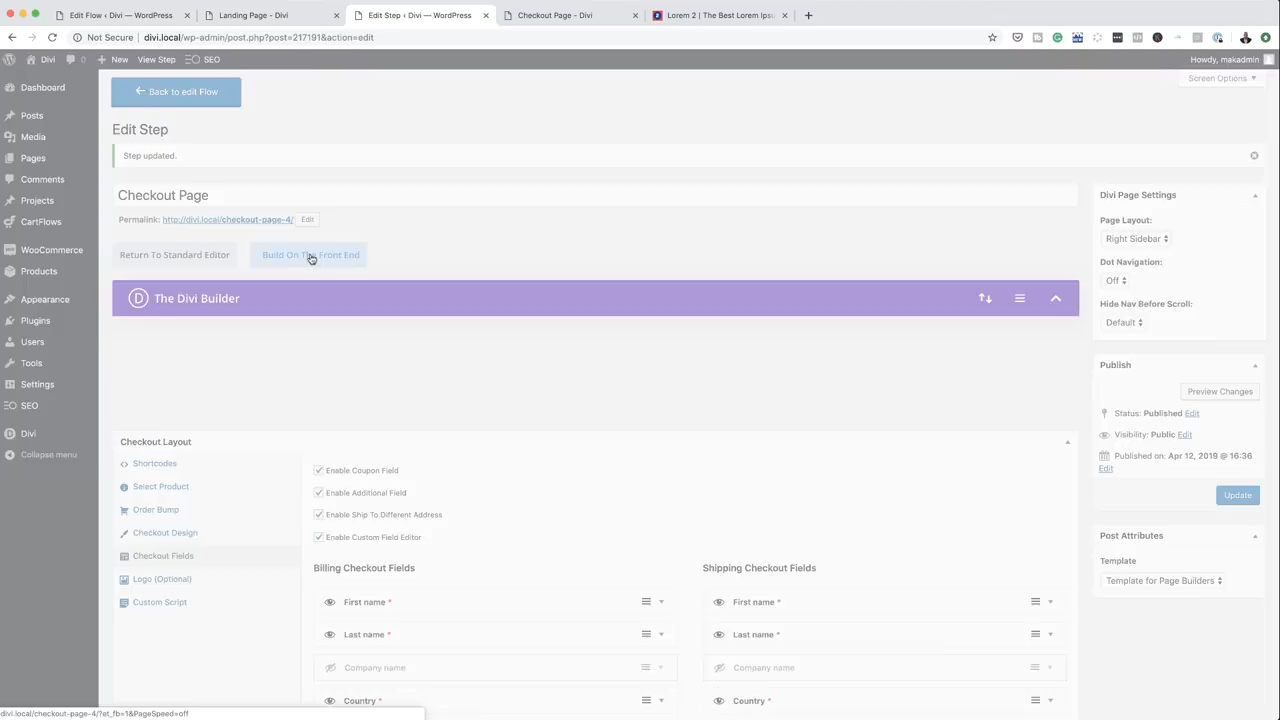 Edit Flow ‹ Divi — WordPress
Landing Page - Divi
Edit Step ‹ Divi — WordPress
Checkout Page - Divi
Lorem 2 | The Best Lorem Ipsu
Not Secure
divi.local/wp-admin/post.php?post=217191&action=edit
Divi
0
New
View Step
SEO
Howdy, makadmin
Dashboard
Posts
Media
Pages
Comments
Projects
CartFlows
WooCommerce
Products
Appearance
Plugins
Users
Tools
Settings
SEO
Divi
Collapse menu
Back to edit Flow
Screen Options
Edit Step
Step updated.
Checkout Page
Permalink: http://divi.local/checkout-page-4/ Edit
Return To Standard Editor
Build On The Front End
D The Divi Builder
Checkout Layout
Shortcodes
Select Product
Order Bump
Checkout Design
Checkout Fields
Logo (Optional)
Custom Script
Enable Coupon Field
Enable Additional Field
Enable Ship To Different Address
Enable Custom Field Editor
Billing Checkout Fields
First name *
Last name *
Company name
Country *
Shipping Checkout Fields
First name *
Last name *
Company name
Country *
Divi Page Settings
Page Layout:
Right Sidebar
Dot Navigation:
Off
Hide Nav Before Scroll:
Default
Publish
Preview Changes
Status: Published Edit
Visibility: Public Edit
Published on: Apr 12, 2019 @ 16:36
Edit
Update
Post Attributes
Template
Template for Page Builders
divi.local/checkout-page-4/?et_fb=1&PageSpeed=off